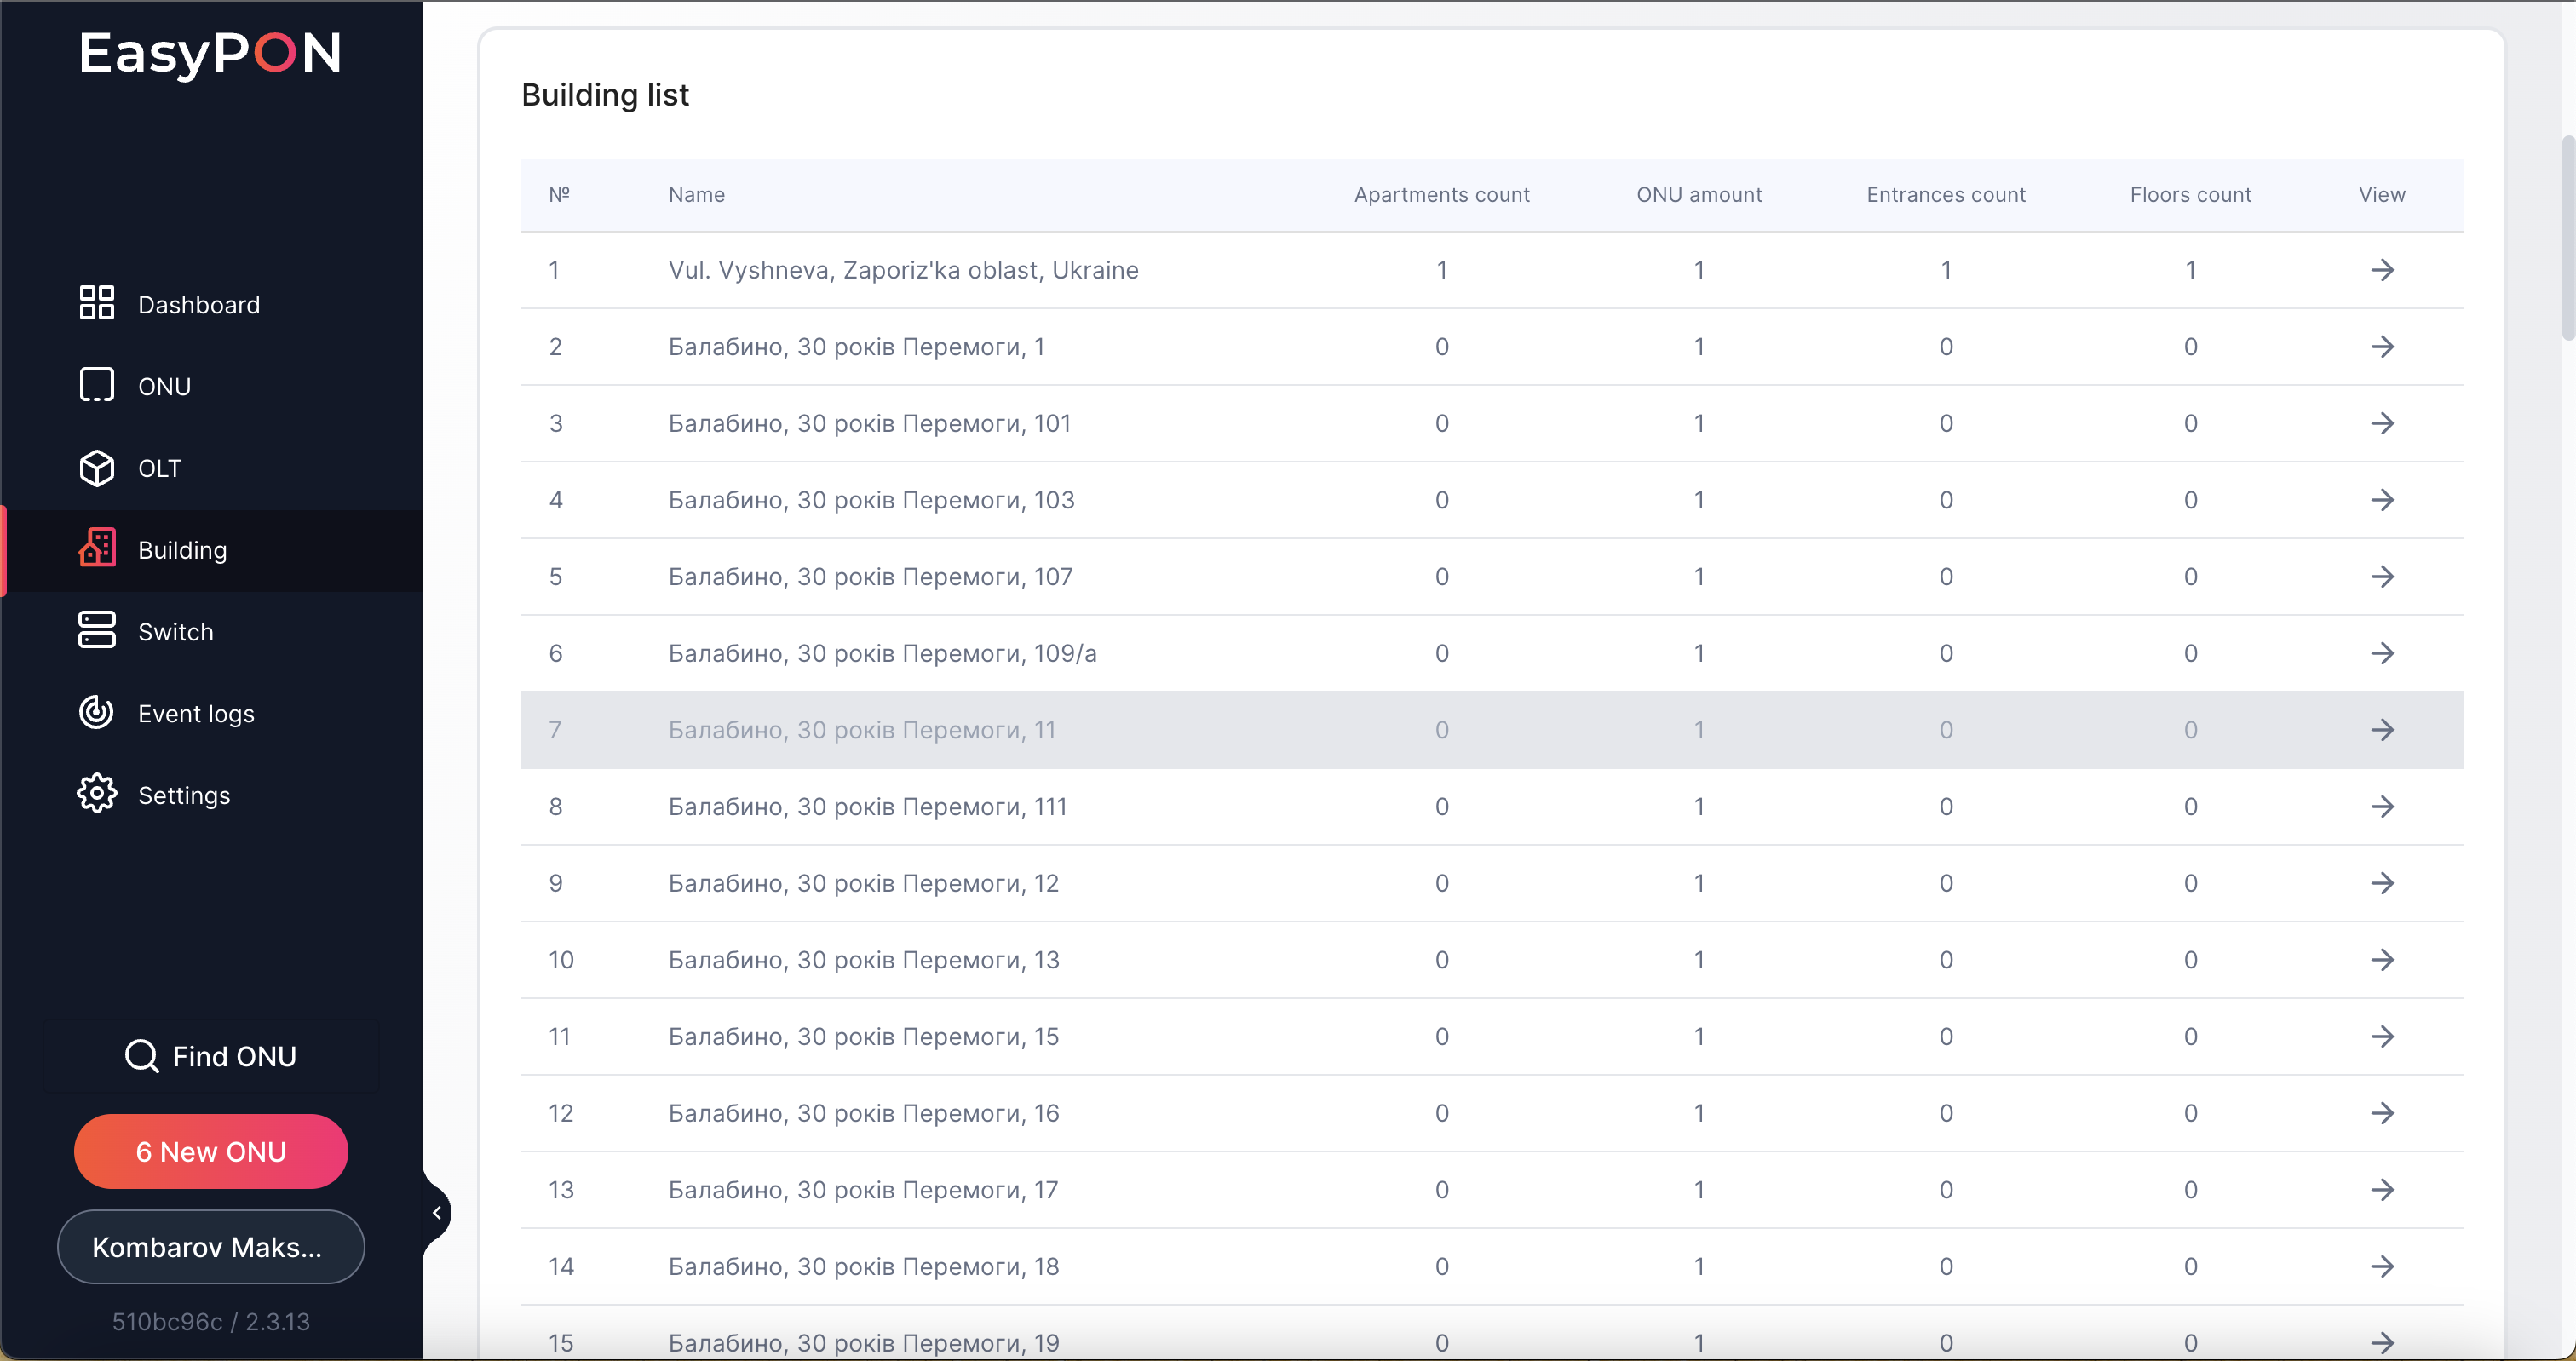 EasyPON
Dashboard
ONU
OLT
Building
Switch
Event logs
Settings
Find ONU
6 New ONU
Kombarov Maks...
510bc96c / 2.3.13
Building list
№ Name Apartments count ONU amount Entrances count Floors count View
1 Vul. Vyshneva, Zaporiz'ka oblast, Ukraine 1 1 1 1
2 Балабино, 30 років Перемоги, 1 0 1 0 0
3 Балабино, 30 років Перемоги, 101 0 1 0 0
4 Балабино, 30 років Перемоги, 103 0 1 0 0
5 Балабино, 30 років Перемоги, 107 0 1 0 0
6 Балабино, 30 років Перемоги, 109/а 0 1 0 0
7 Балабино, 30 років Перемоги, 11 0 1 0 0
8 Балабино, 30 років Перемоги, 111 0 1 0 0
9 Балабино, 30 років Перемоги, 12 0 1 0 0
10 Балабино, 30 років Перемоги, 13 0 1 0 0
11 Балабино, 30 років Перемоги, 15 0 1 0 0
12 Балабино, 30 років Перемоги, 16 0 1 0 0
13 Балабино, 30 років Перемоги, 17 0 1 0 0
14 Балабино, 30 років Перемоги, 18 0 1 0 0
15 Балабино, 30 років Перемоги, 19 0 1 0 0